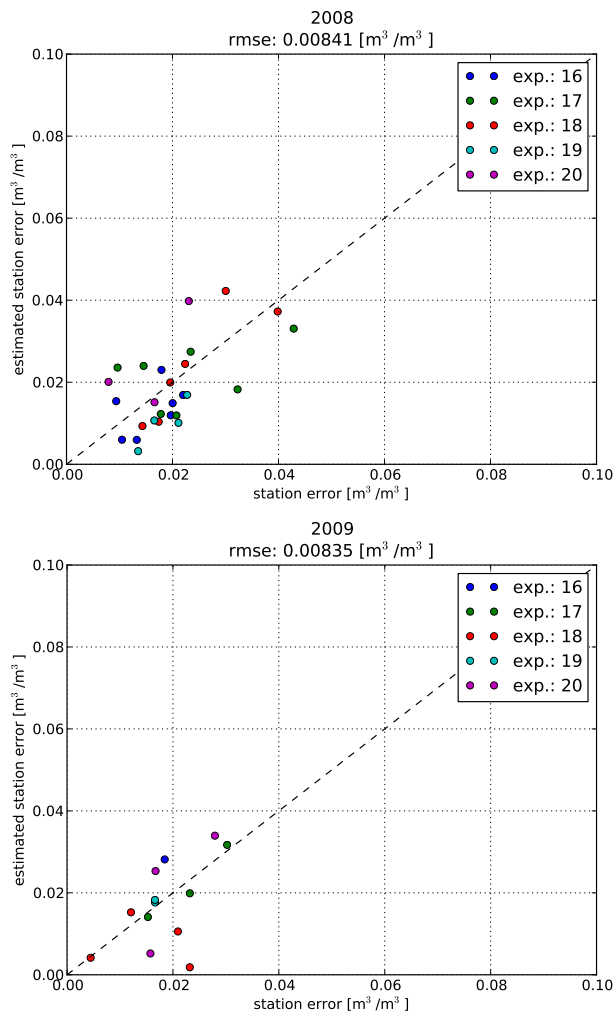 2008
rmse: 0.00841 [m³/m³]
0.10
exp.: 16
exp.: 17
exp.: 18
exp.: 19
exp.: 20
0.08
0.06
0.04
0.02
0.00
estimated station error [m³/m³]
0.00 0.02 0.04 0.06 0.08 0.10
station error [m³/m³]
2009
rmse: 0.00835 [m³/m³]
0.10
exp.: 16
exp.: 17
exp.: 18
exp.: 19
exp.: 20
0.08
0.06
0.04
0.02
0.00
estimated station error [m³/m³]
0.00 0.02 0.04 0.06 0.08 0.10
station error [m³/m³]